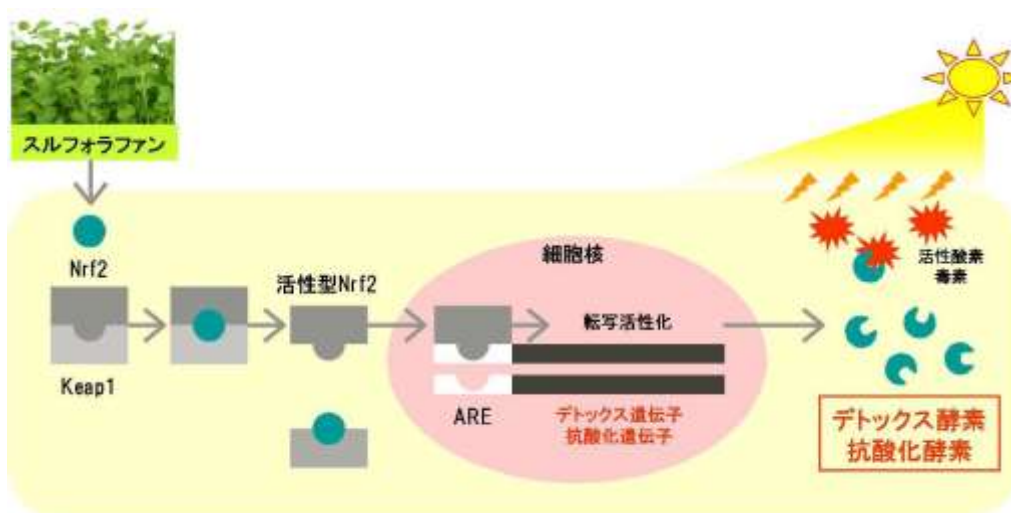 スルフォラファン
Nrf2
Keap1
活性型Nrf2
細胞核
転写活性化
ARE
デトックス遺伝子
抗酸化遺伝子
活性酸素
毒素
デトックス酵素
抗酸化酵素